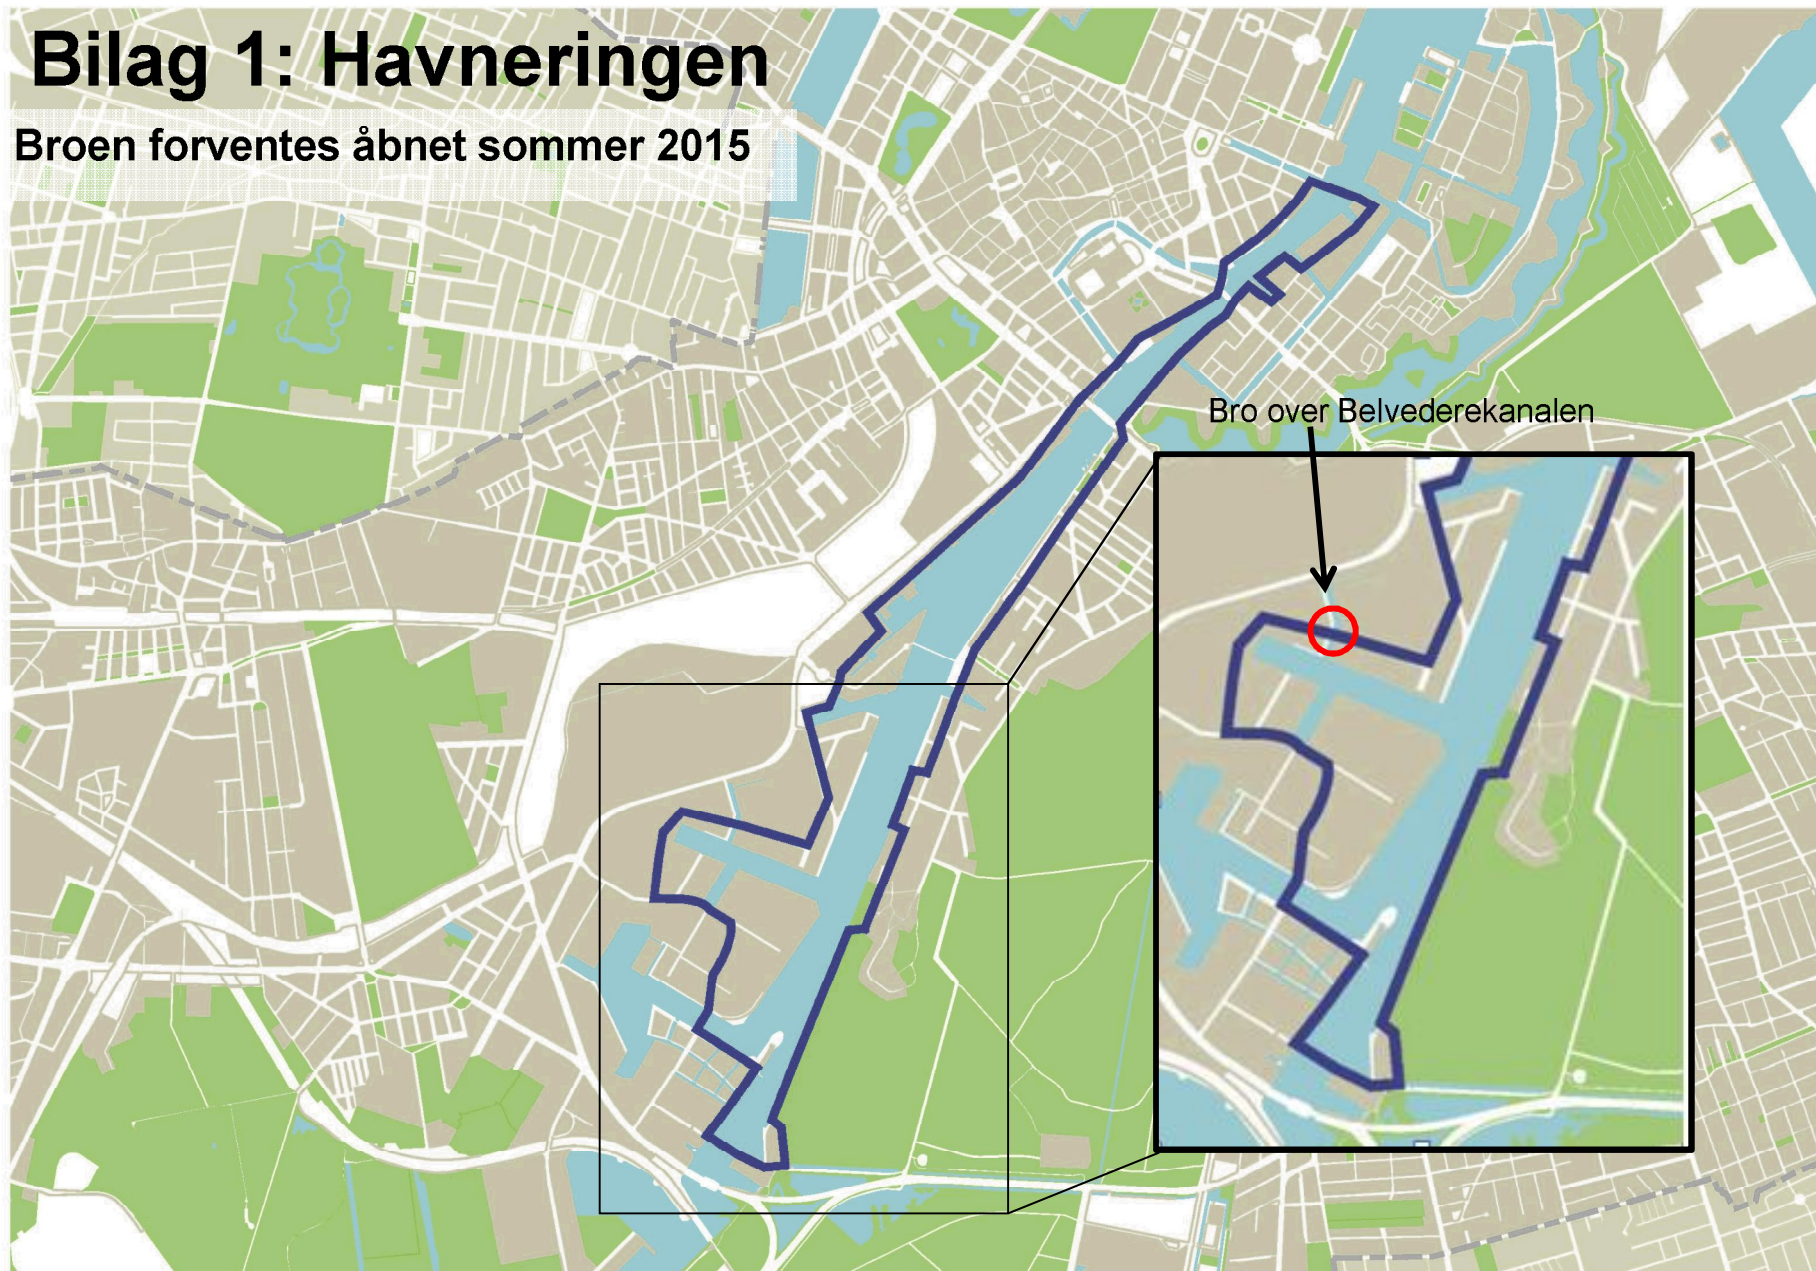 Bilag 1: Havneringen
Broen forventes åbnet sommer 2015
Bro over Belvederekanalen